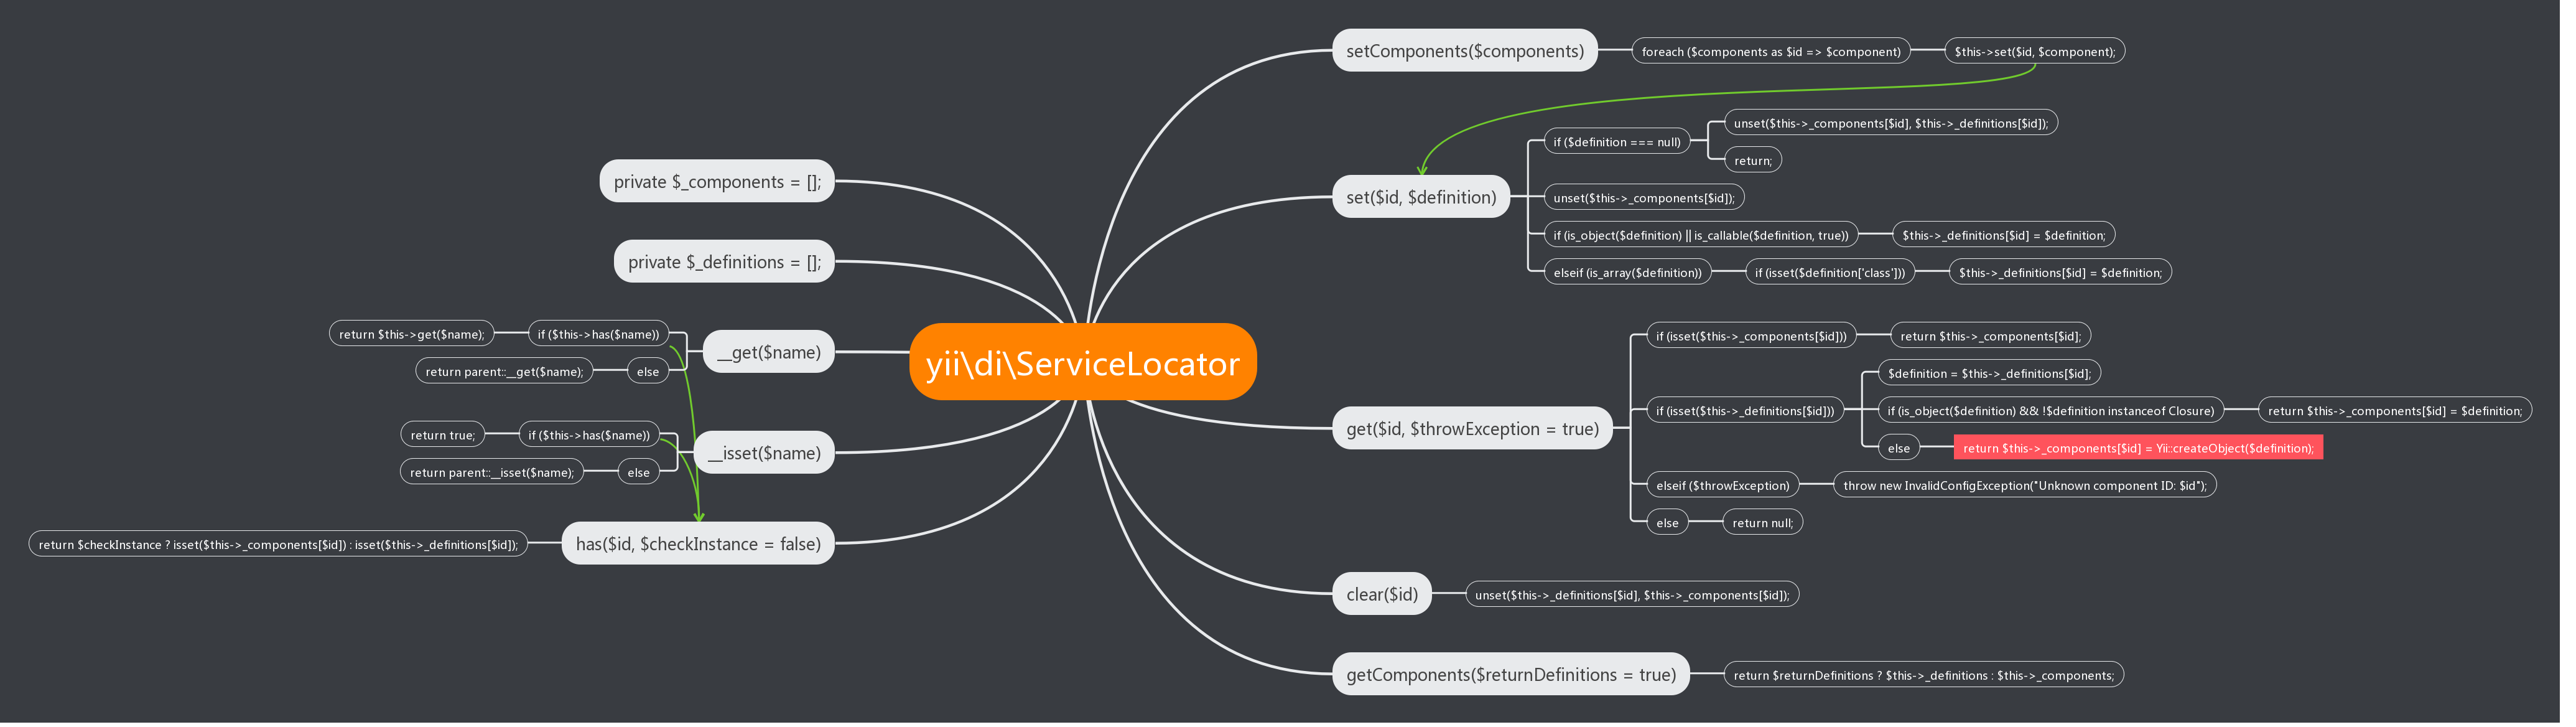 yii\di\ServiceLocator
setComponents($components)
foreach ($components as $id => $component)
$this->set($id, $component);
set($id, $definition)
if ($definition === null)
unset($this->_components[$id], $this->_definitions[$id]);
return;
unset($this->_components[$id]);
if (is_object($definition) || is_callable($definition, true))
$this->_definitions[$id] = $definition;
elseif (is_array($definition))
if (isset($definition['class']))
$this->_definitions[$id] = $definition;
get($id, $throwException = true)
if (isset($this->_components[$id]))
return $this->_components[$id];
if (isset($this->_definitions[$id]))
$definition = $this->_definitions[$id];
if (is_object($definition) && !$definition instanceof Closure)
return $this->_components[$id] = $definition;
else
return $this->_components[$id] = Yii::createObject($definition);
elseif ($throwException)
throw new InvalidConfigException("Unknown component ID: $id");
else
return null;
clear($id)
unset($this->_definitions[$id], $this->_components[$id]);
getComponents($returnDefinitions = true)
return $returnDefinitions ? $this->_definitions : $this->_components;
private $_components = [];
private $_definitions = [];
__get($name)
if ($this->has($name))
return $this->get($name);
else
return parent::__get($name);
__isset($name)
if ($this->has($name))
return true;
else
return parent::__isset($name);
has($id, $checkInstance = false)
return $checkInstance ? isset($this->_components[$id]) : isset($this->_definitions[$id]);